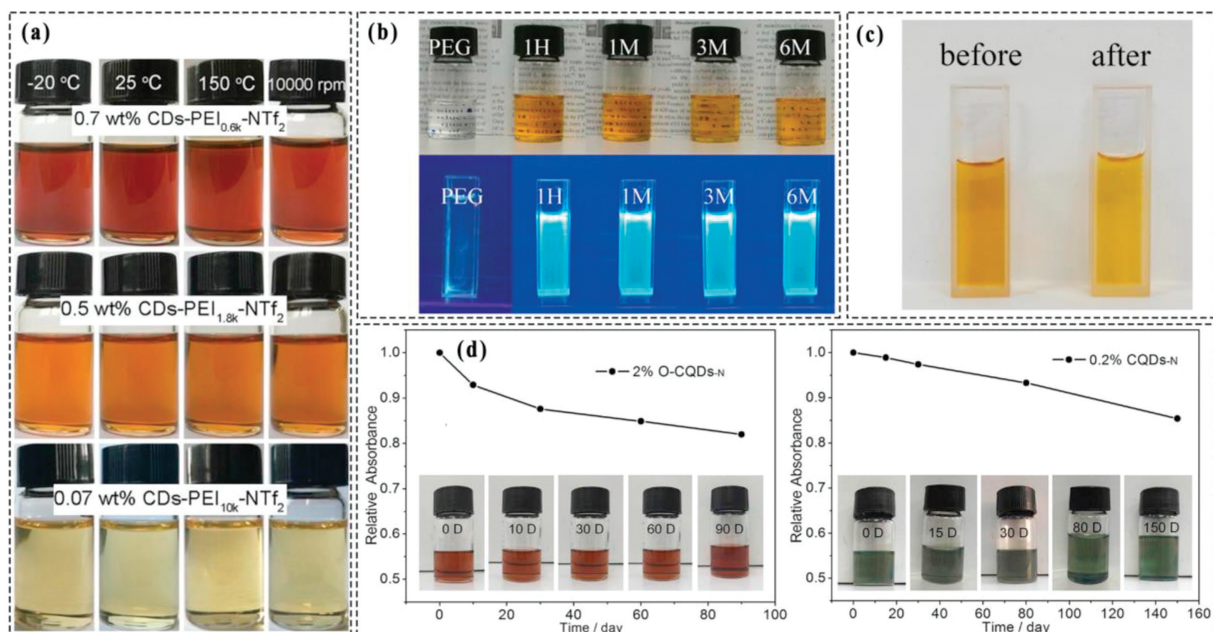 (a)
-20 °C 25 °C 150 °C 10000 rpm
0.7 wt% CDs-PEI0.6k-NTf2
0.5 wt% CDs-PEI1.8k-NTf2
0.07 wt% CDs-PEI10k-NTf2
(b)
PEG 1H 1M 3M 6M
PEG 1H 1M 3M 6M
(c)
before after
(d)
2% O-CQDs-N
Relative Absorbance
1.0
0.9
0.8
0.7
0.6
0.5
0 D 10 D 30 D 60 D 90 D
0 20 40 60 80 100
Time / day
0.2% CQDs-N
Relative Absorbance
1.0
0.9
0.8
0.7
0.6
0.5
0 D 15 D 30 D 80 D 150 D
0 20 40 60 80 100 120 140 160
Time / day